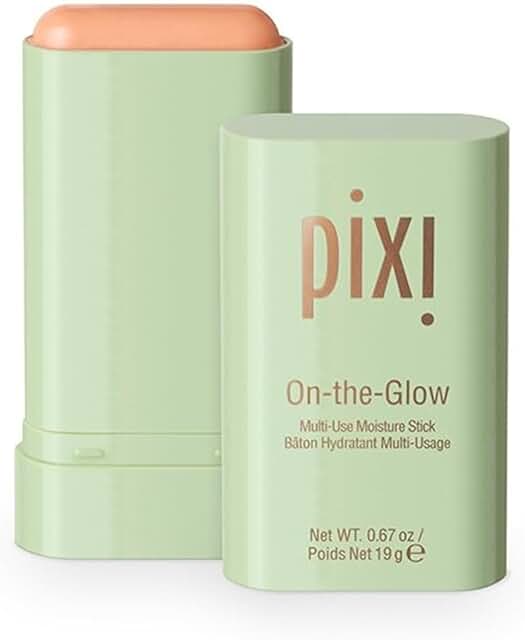 pixi
On-the-Glow
Multi-Use Moisture Stick
Bâton Hydratant Multi-Usage
Net WT. 0.67 oz /
Poids Net 19 g ℮